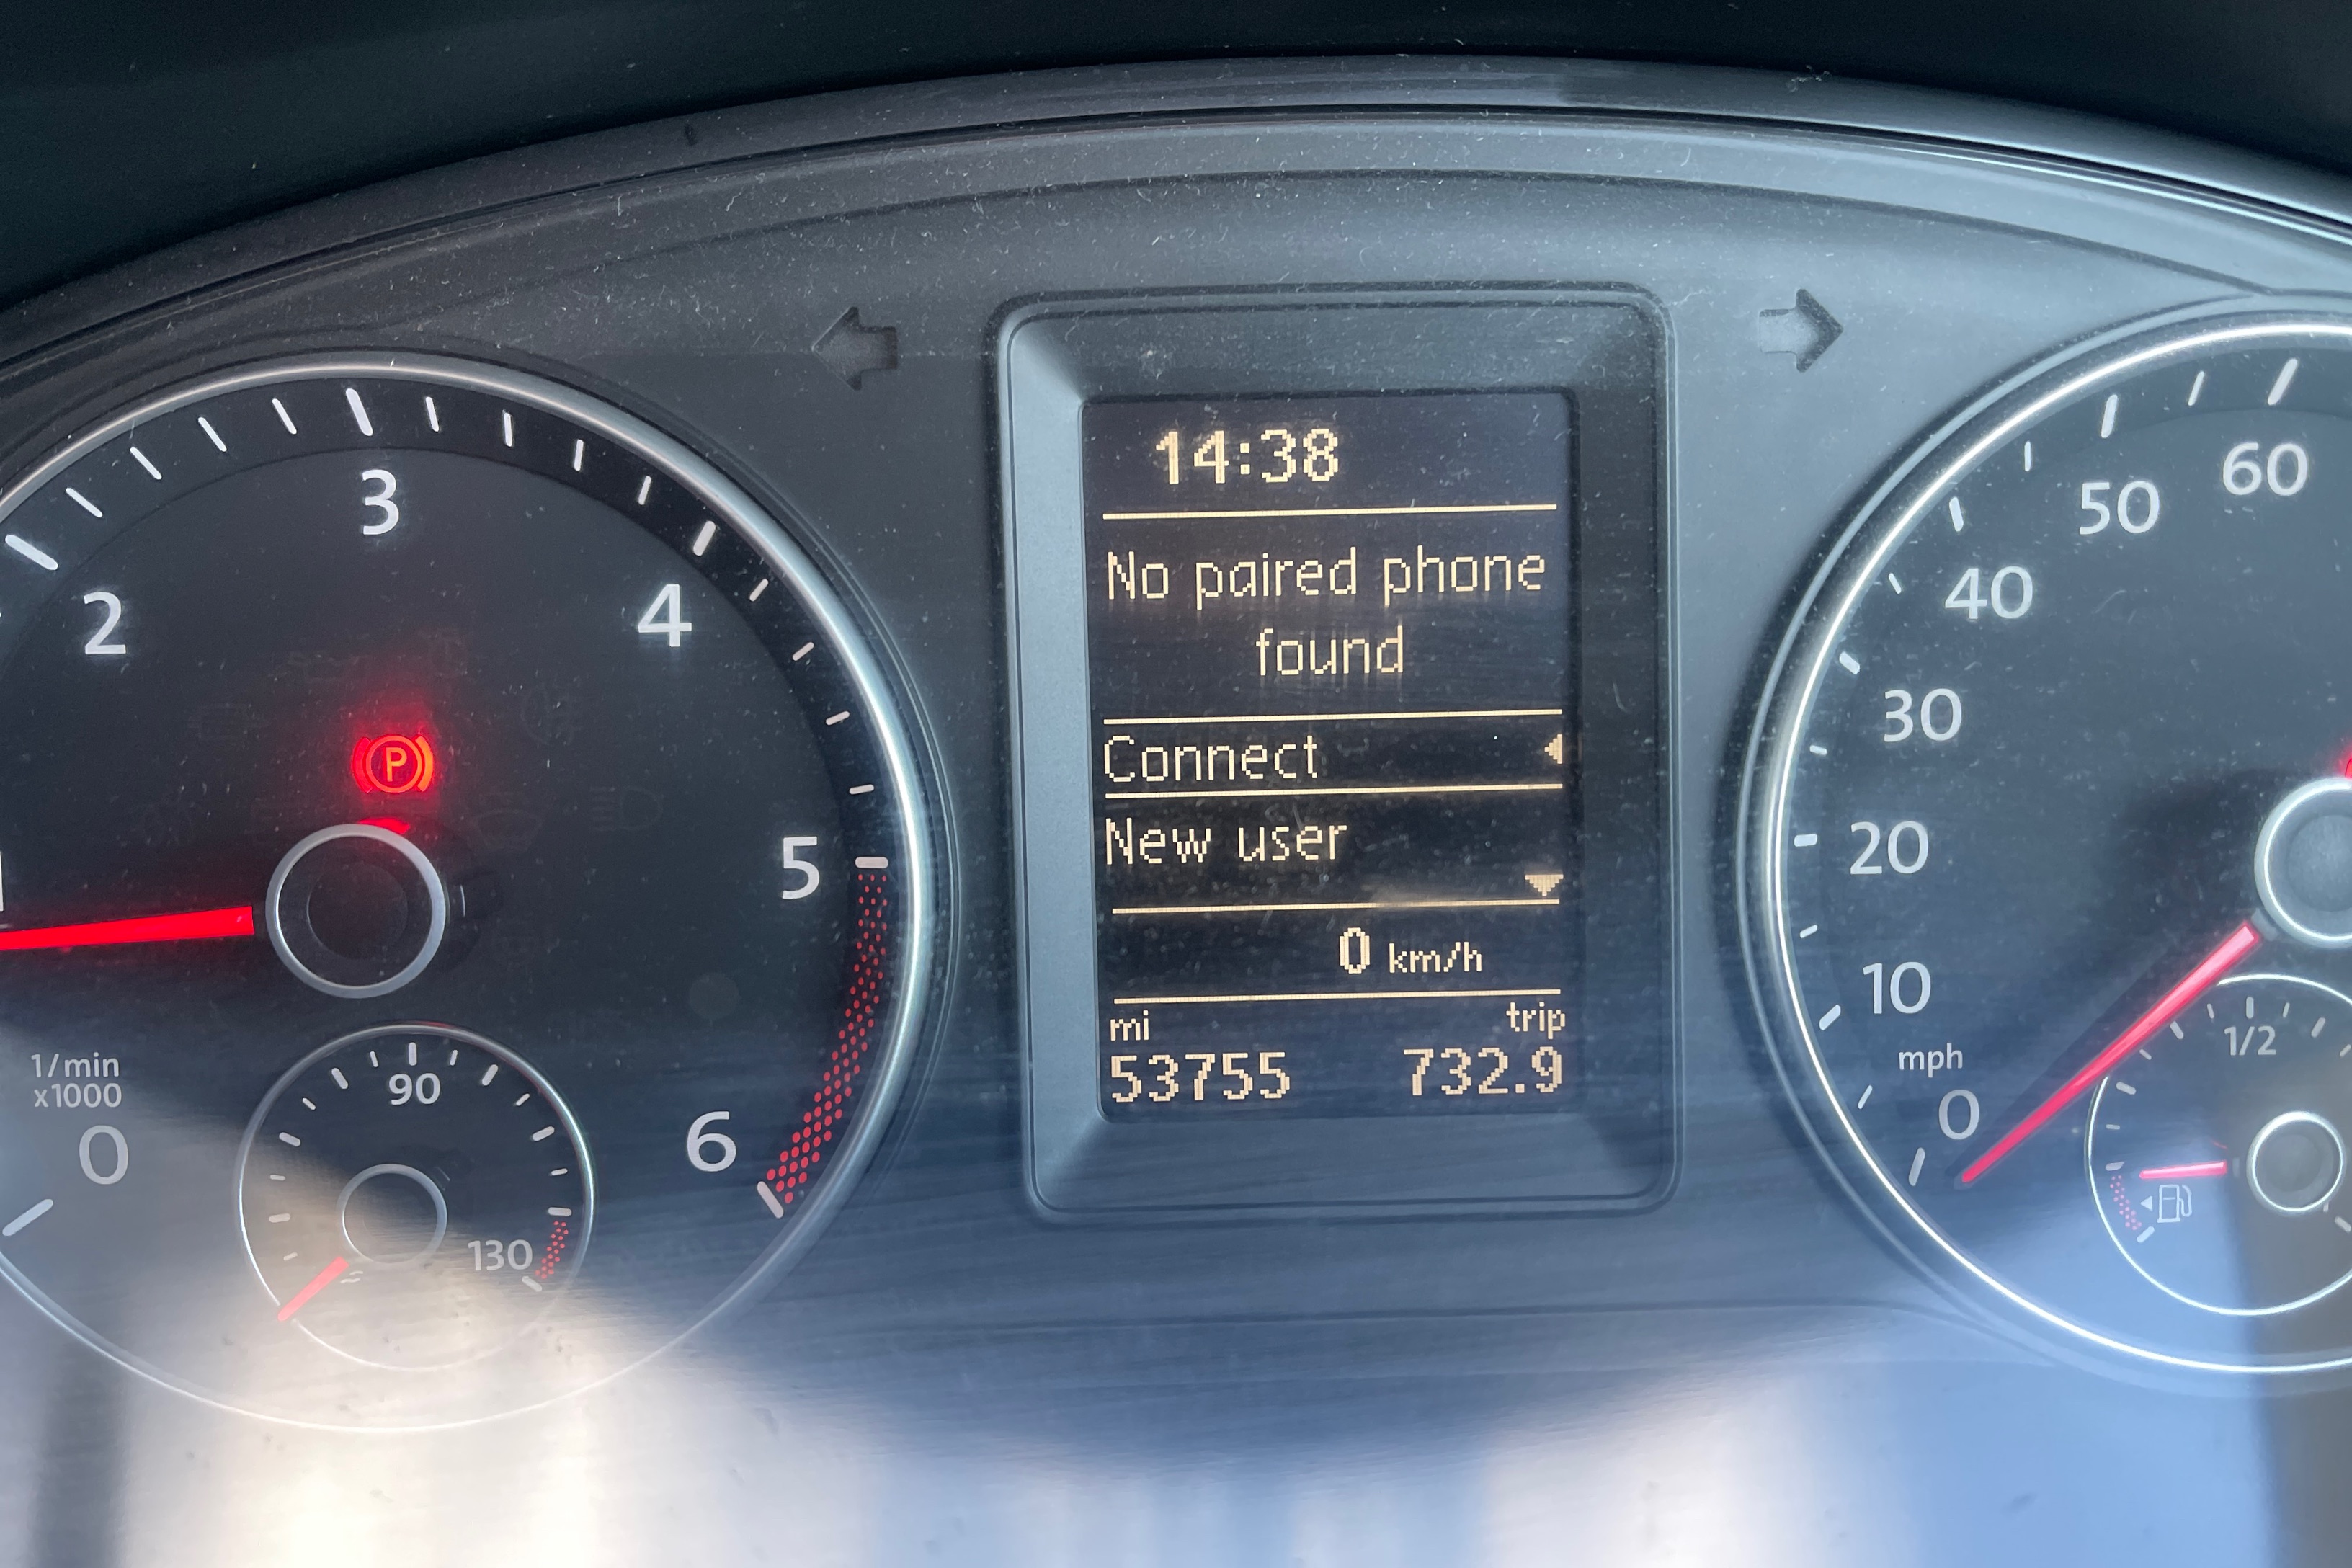 2
3
4
5
6
1/min
x1000
0
90
130
P
14:38
No paired phone
found
Connect
New user
0 km/h
mi trip
53755 732.9
60
50
40
30
20
10
mph
0
1/2